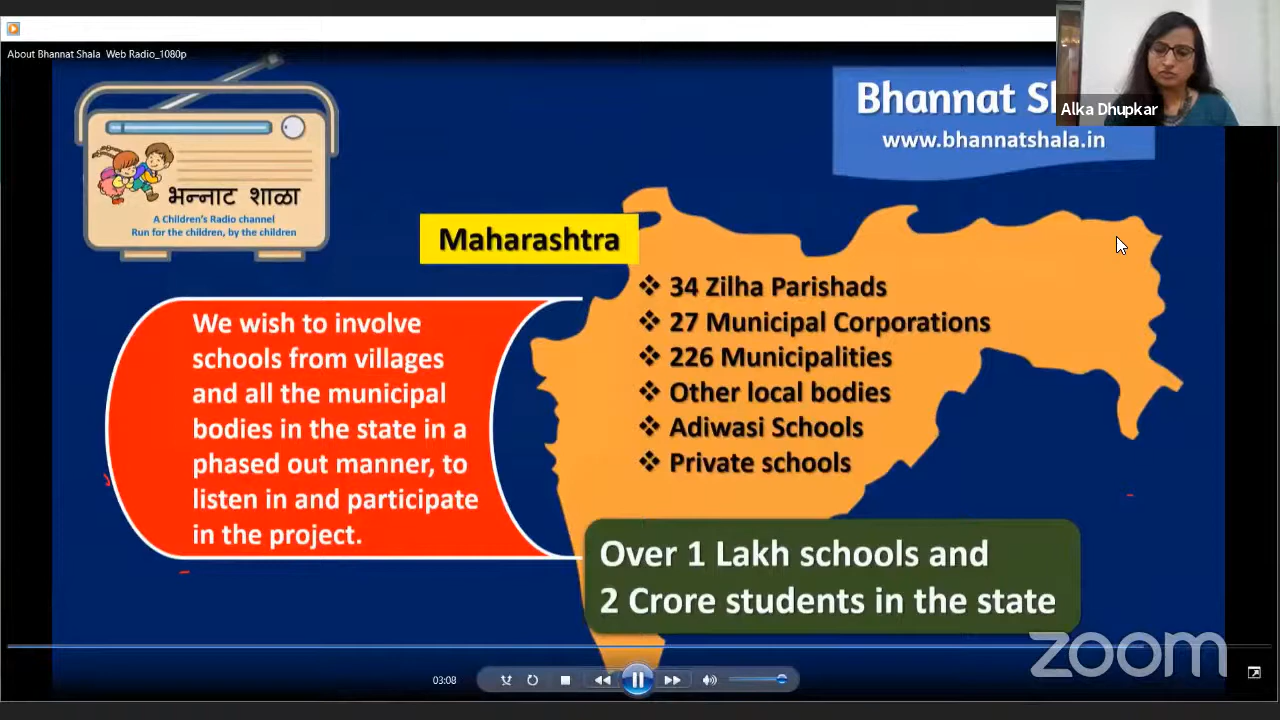 About Bhannat Shala Web Radio_1080p
Alka Dhupkar
Bhannat
www.bhannatshala.in
भन्नाट शाळा
A Children's Radio channel
Run for the children, by the children
Maharashtra
❖ 34 Zilha Parishads
❖ 27 Municipal Corporations
❖ 226 Municipalities
❖ Other local bodies
❖ Adiwasi Schools
❖ Private schools
We wish to involve
schools from villages
and all the municipal
bodies in the state in a
phased out manner, to
listen in and participate
in the project.
Over 1 Lakh schools and
2 Crore students in the state
zoom
03:08